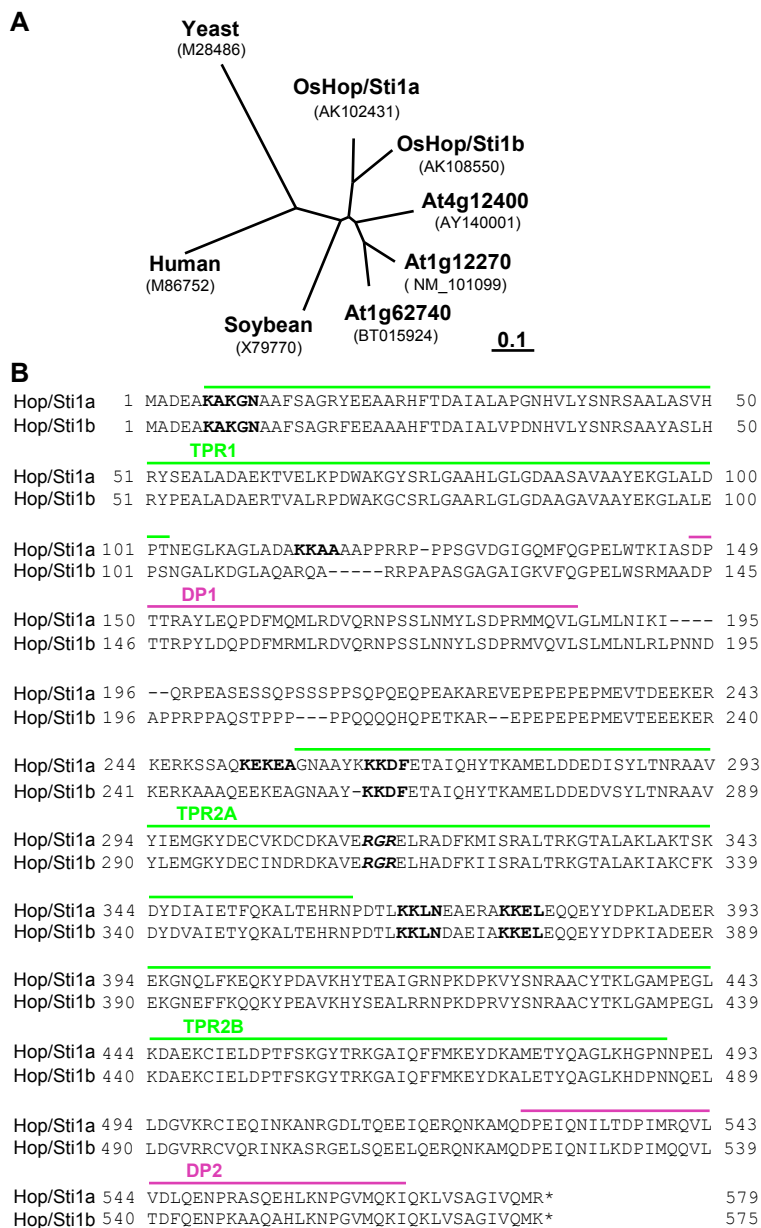 A
Yeast
(M28486)
OsHop/Sti1a
(AK102431)
OsHop/Sti1b
(AK108550)
At4g12400
(AY140001)
Human
(M86752)
At1g12270
( NM_101099)
Soybean
(X79770)
At1g62740
(BT015924)
0.1
B
Hop/Sti1a 1 MADEAKAKGNAAFSAGRYEEAARHFTDAIALAPGNHVLYSNRSAALASVH 50
Hop/Sti1b 1 MADEAKAKGNAAFSAGRFEEAAAHFTDAIALVPDNHVLYSNRSAAYASLH 50
TPR1
Hop/Sti1a 51 RYSEALADAEKTVELKPDWAKGYSRLGAAHLGLGDAASAVAAYEKGLALD 100
Hop/Sti1b 51 RYPEALADAERTVALRPDWAKGCSRLGAARLGLGDAAGAVAAYEKGLALE 100
Hop/Sti1a 101 PTNEGLKAGLADAKKAAAAPPRRP-PPSGVDGIGQMFQGPELWTKIASDP 149
Hop/Sti1b 101 PSNGALKDGLAQARQA-----RRPAPASGAGAIGKVFQGPELWSRMAADP 145
DP1
Hop/Sti1a 150 TTRAYLEQPDFMQMLRDVQRNPSSLNMYLSDPRMMQVLGLMLNIKI---- 195
Hop/Sti1b 146 TTRPYLDQPDFMRMLRDVQRNPSSLNNYLSDPRMVQVLSLMLNLRLPNND 195
Hop/Sti1a 196 --QRPEASESSQPSSSPPSQPQEQPEAKAREVEPEPEPEPMEVTDEEKER 243
Hop/Sti1b 196 APPRPPAQSTPPP---PPQQQQHQPETKAR--EPEPEPEPMEVTEEEKER 240
Hop/Sti1a 244 KERKSSAQKEKEAGNAAYKKKDFETAIQHYTKAMELDDEDISYLTNRAAV 293
Hop/Sti1b 241 KERKAAAQEEKEAGNAAY-KKDFETAIQHYTKAMELDDEDVSYLTNRAAV 289
TPR2A
Hop/Sti1a 294 YIEMGKYDECVKDCDKAVERGRELRADFKMISRALTRKGTALAKLAKTSK 343
Hop/Sti1b 290 YLEMGKYDECINDRDKAVERGRELHADFKIISRALTRKGTALAKIAKCFK 339
Hop/Sti1a 344 DYDIAIETFQKALTEHRNPDTLKKLNEAERAKKELEQQEYYDPKLADEER 393
Hop/Sti1b 340 DYDVAIETYQKALTEHRNPDTLKKLNDAEIAKKELEQQEYYDPKIADEER 389
Hop/Sti1a 394 EKGNQLFKEQKYPDAVKHYTEAIGRNPKDPKVYSNRAACYTKLGAMPEGL 443
Hop/Sti1b 390 EKGNEFFKQQKYPEAVKHYSEALRRNPKDPRVYSNRAACYTKLGAMPEGL 439
TPR2B
Hop/Sti1a 444 KDAEKCIELDPTFSKGYTRKGAIQFFMKEYDKAMETYQAGLKHGPNNPEL 493
Hop/Sti1b 440 KDAEKCIELDPTFSKGYTRKGAIQFFMKEYDKALETYQAGLKHDPNNQEL 489
Hop/Sti1a 494 LDGVKRCIEQINKANRGDLTQEEIQERQNKAMQDPEIQNILTDPIMRQVL 543
Hop/Sti1b 490 LDGVRRCVQRINKASRGELSQEELQERQNKAMQDPEIQNILKDPIMQQVL 539
DP2
Hop/Sti1a 544 VDLQENPRASQEHLKNPGVMQKIQKLVSAGIVQMR* 579
Hop/Sti1b 540 TDFQENPKAAQAHLKNPGVMQKIQKLVSAGIVQMK* 575